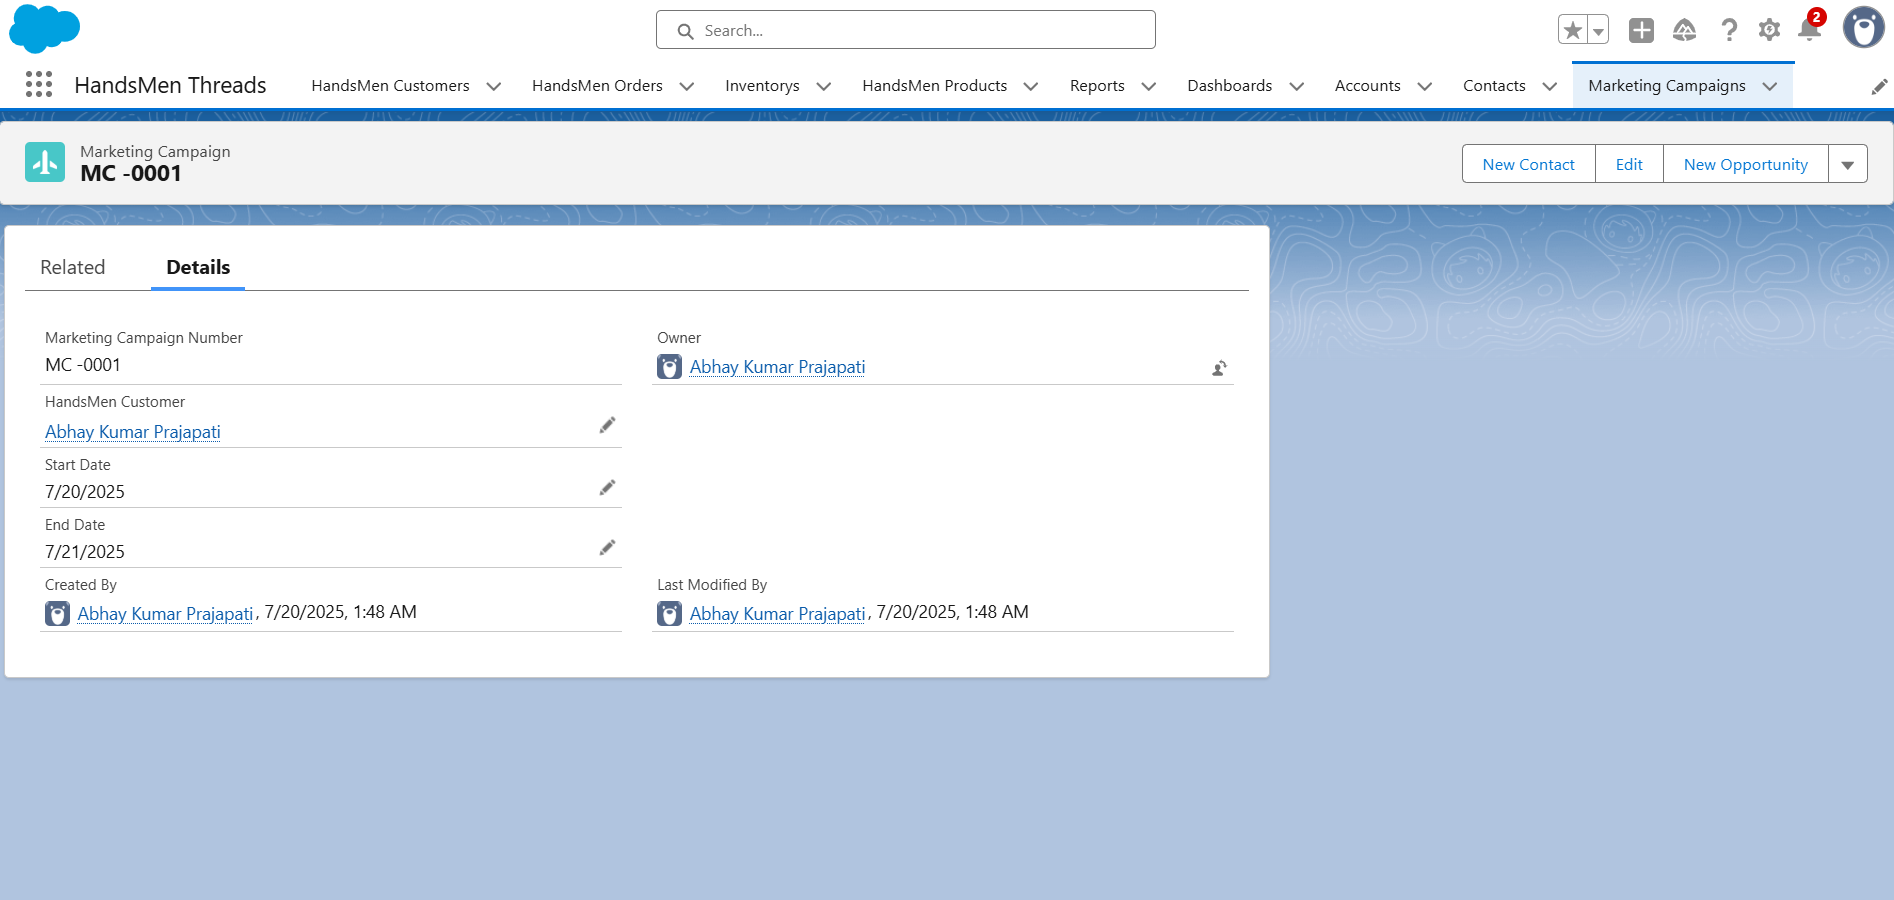 Search...
2
HandsMen Threads
HandsMen Customers
HandsMen Orders
Inventorys
HandsMen Products
Reports
Dashboards
Accounts
Contacts
Marketing Campaigns
Marketing Campaign
MC -0001
New Contact
Edit
New Opportunity
Related
Details
Marketing Campaign Number
MC -0001
Owner
Abhay Kumar Prajapati
HandsMen Customer
Abhay Kumar Prajapati
Start Date
7/20/2025
End Date
7/21/2025
Created By
Abhay Kumar Prajapati, 7/20/2025, 1:48 AM
Last Modified By
Abhay Kumar Prajapati, 7/20/2025, 1:48 AM